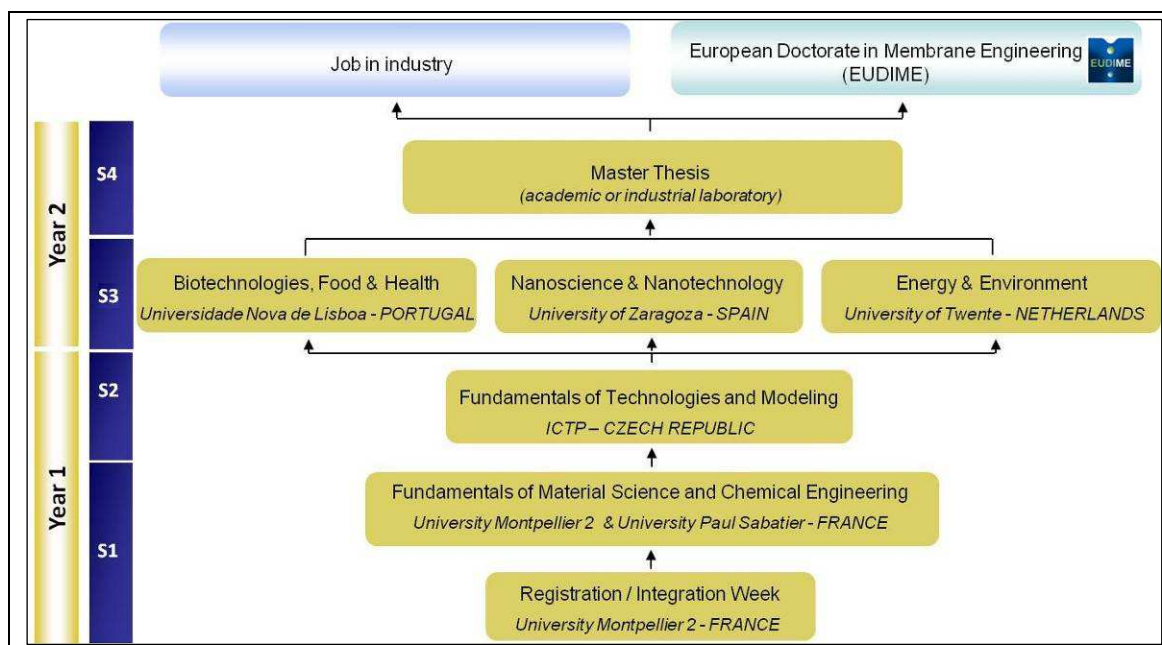 Job in industry
European Doctorate in Membrane Engineering
(EUDIME)
EUDIME
Year 2
S4
Master Thesis
(academic or industrial laboratory)
S3
Biotechnologies, Food & Health
Universidade Nova de Lisboa - PORTUGAL
Nanoscience & Nanotechnology
University of Zaragoza - SPAIN
Energy & Environment
University of Twente - NETHERLANDS
Year 1
S2
Fundamentals of Technologies and Modeling
ICTP – CZECH REPUBLIC
S1
Fundamentals of Material Science and Chemical Engineering
University Montpellier 2 & University Paul Sabatier - FRANCE
Registration / Integration Week
University Montpellier 2 - FRANCE